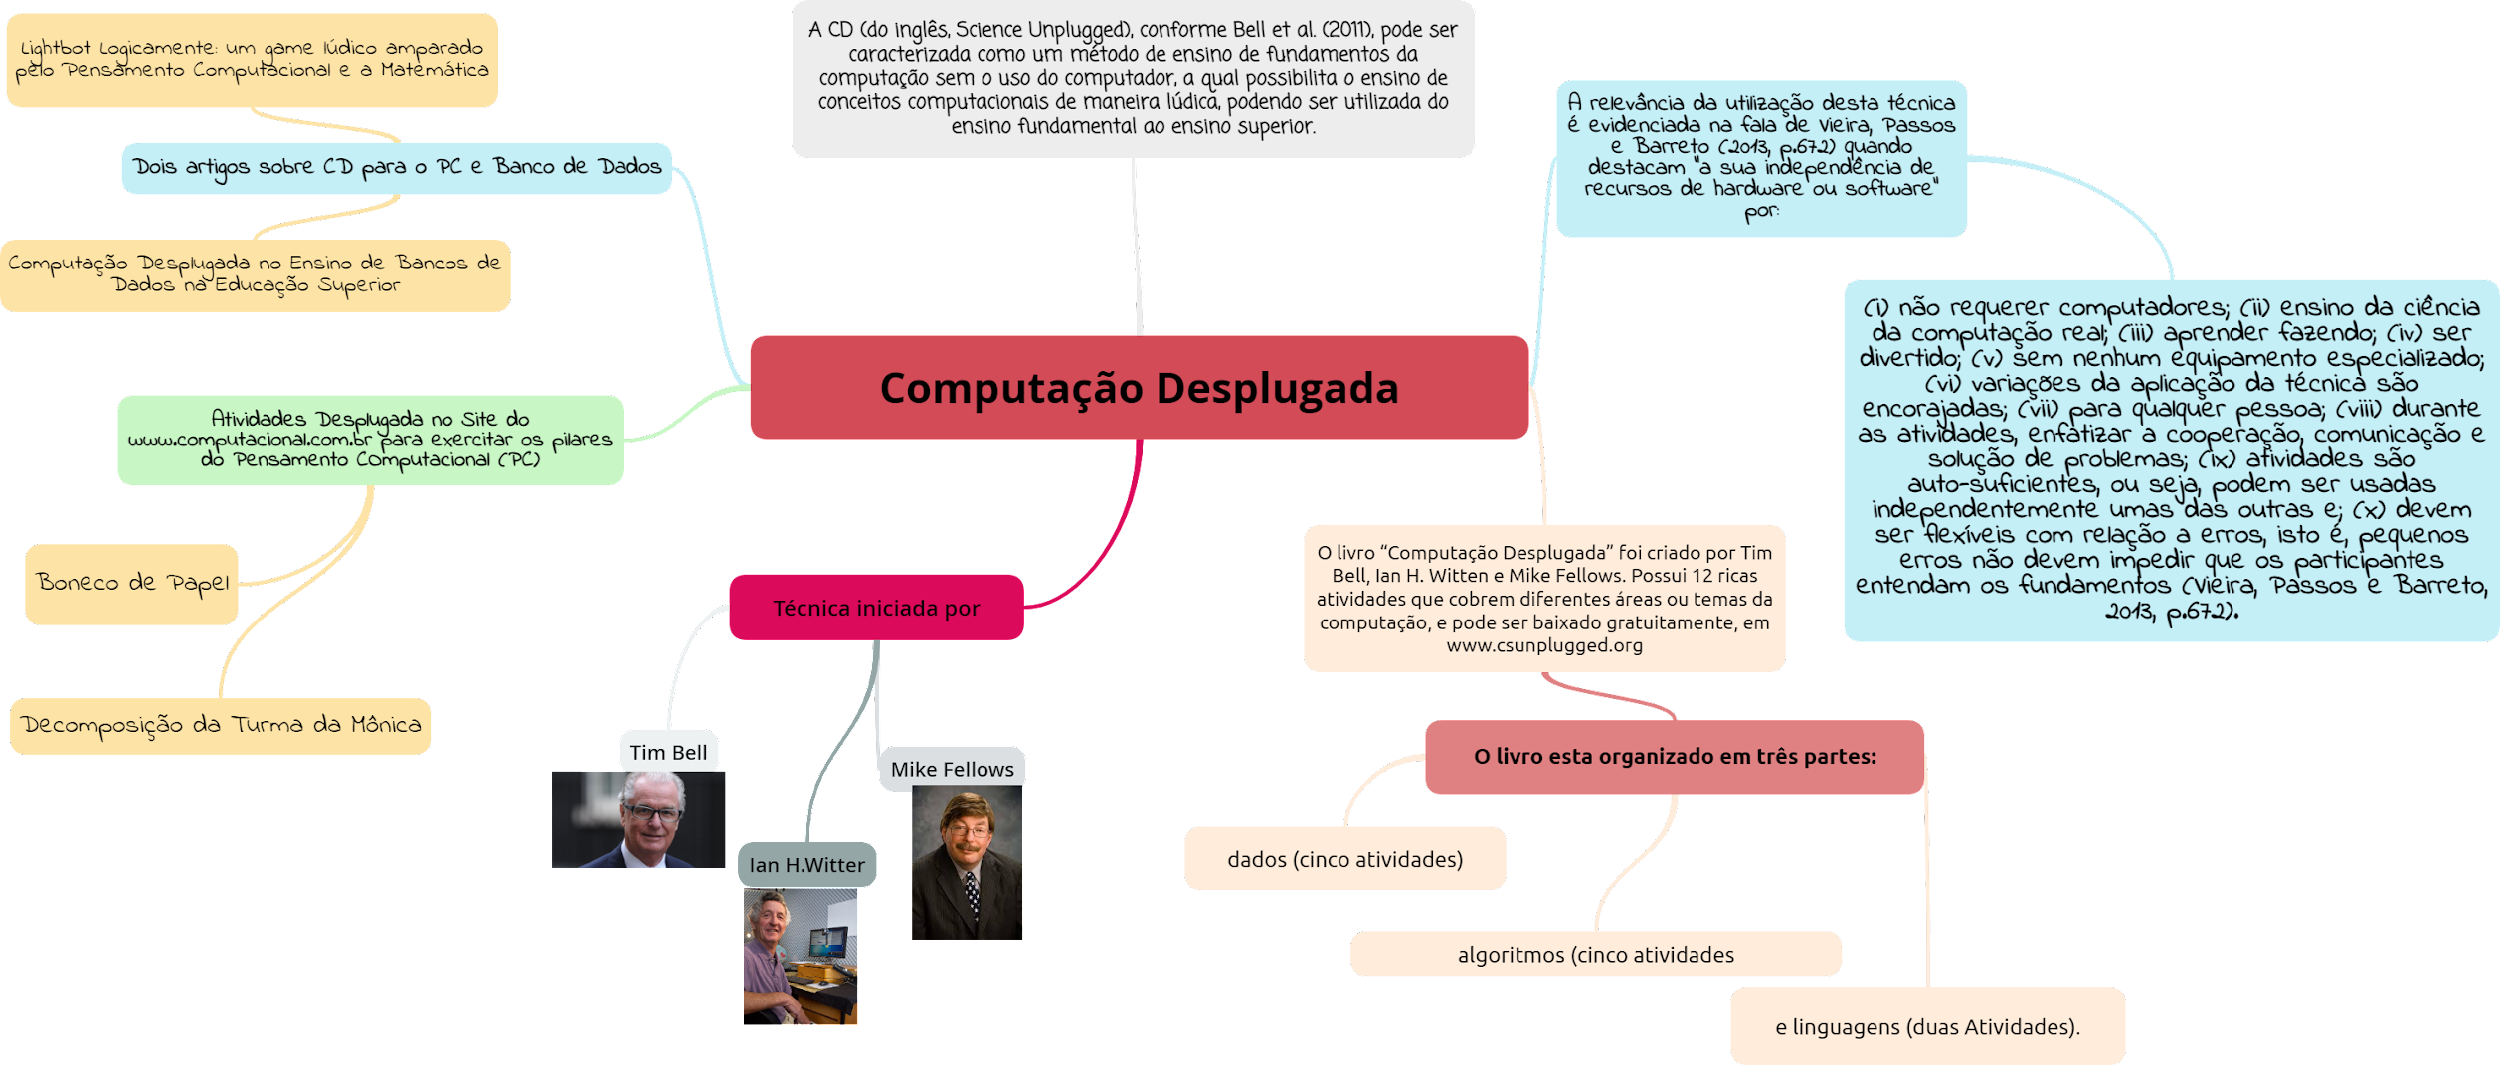 Lightbot Logicamente: um game lúdico amparado
pelo Pensamento Computacional e a Matemática
Dois artigos sobre CD para o PC e Banco de Dados
Computação Desplugada no Ensino de Bancos de
Dados na Educação Superior
A CD (do inglês, Science Unplugged), conforme Bell et al. (2011), pode ser
caracterizada como um método de ensino de fundamentos da
computação sem o uso do computador, a qual possibilita o ensino de
conceitos computacionais de maneira lúdica, podendo ser utilizada do
ensino fundamental ao ensino superior.
A relevância da utilização desta técnica
é evidenciada na fala de Vieira, Passos
e Barreto (2013, p.672) quando
destacam "a sua independência de
recursos de hardware ou software"
por:
(i) não requerer computadores; (ii) ensino da ciência
da computação real; (iii) aprender fazendo; (iv) ser
divertido; (v) sem nenhum equipamento especializado;
(vi) variações da aplicação da técnica são
encorajadas; (vii) para qualquer pessoa; (viii) durante
as atividades, enfatizar a cooperação, comunicação e
solução de problemas; (ix) atividades são
auto-suficientes, ou seja, podem ser usadas
independentemente umas das outras e; (x) devem
ser flexíveis com relação a erros, isto é, pequenos
erros não devem impedir que os participantes
entendam os fundamentos (Vieira, Passos e Barreto,
2013, p.672).
Computação Desplugada
Atividades Desplugada no Site do
www.computacional.com.br para exercitar os pilares
do Pensamento COmputacional (PC)
Boneco de Papel
Decomposição da Turma da Mônica
Técnica iniciada por
Tim Bell
Ian H.Witter
Mike Fellows
O livro “Computação Desplugada” foi criado por Tim
Bell, Ian H. Witten e Mike Fellows. Possui 12 ricas
atividades que cobrem diferentes áreas ou temas da
computação, e pode ser baixado gratuitamente, em
www.csunplugged.org
O livro esta organizado em três partes:
dados (cinco atividades)
algoritmos (cinco atividades
e linguagens (duas Atividades).